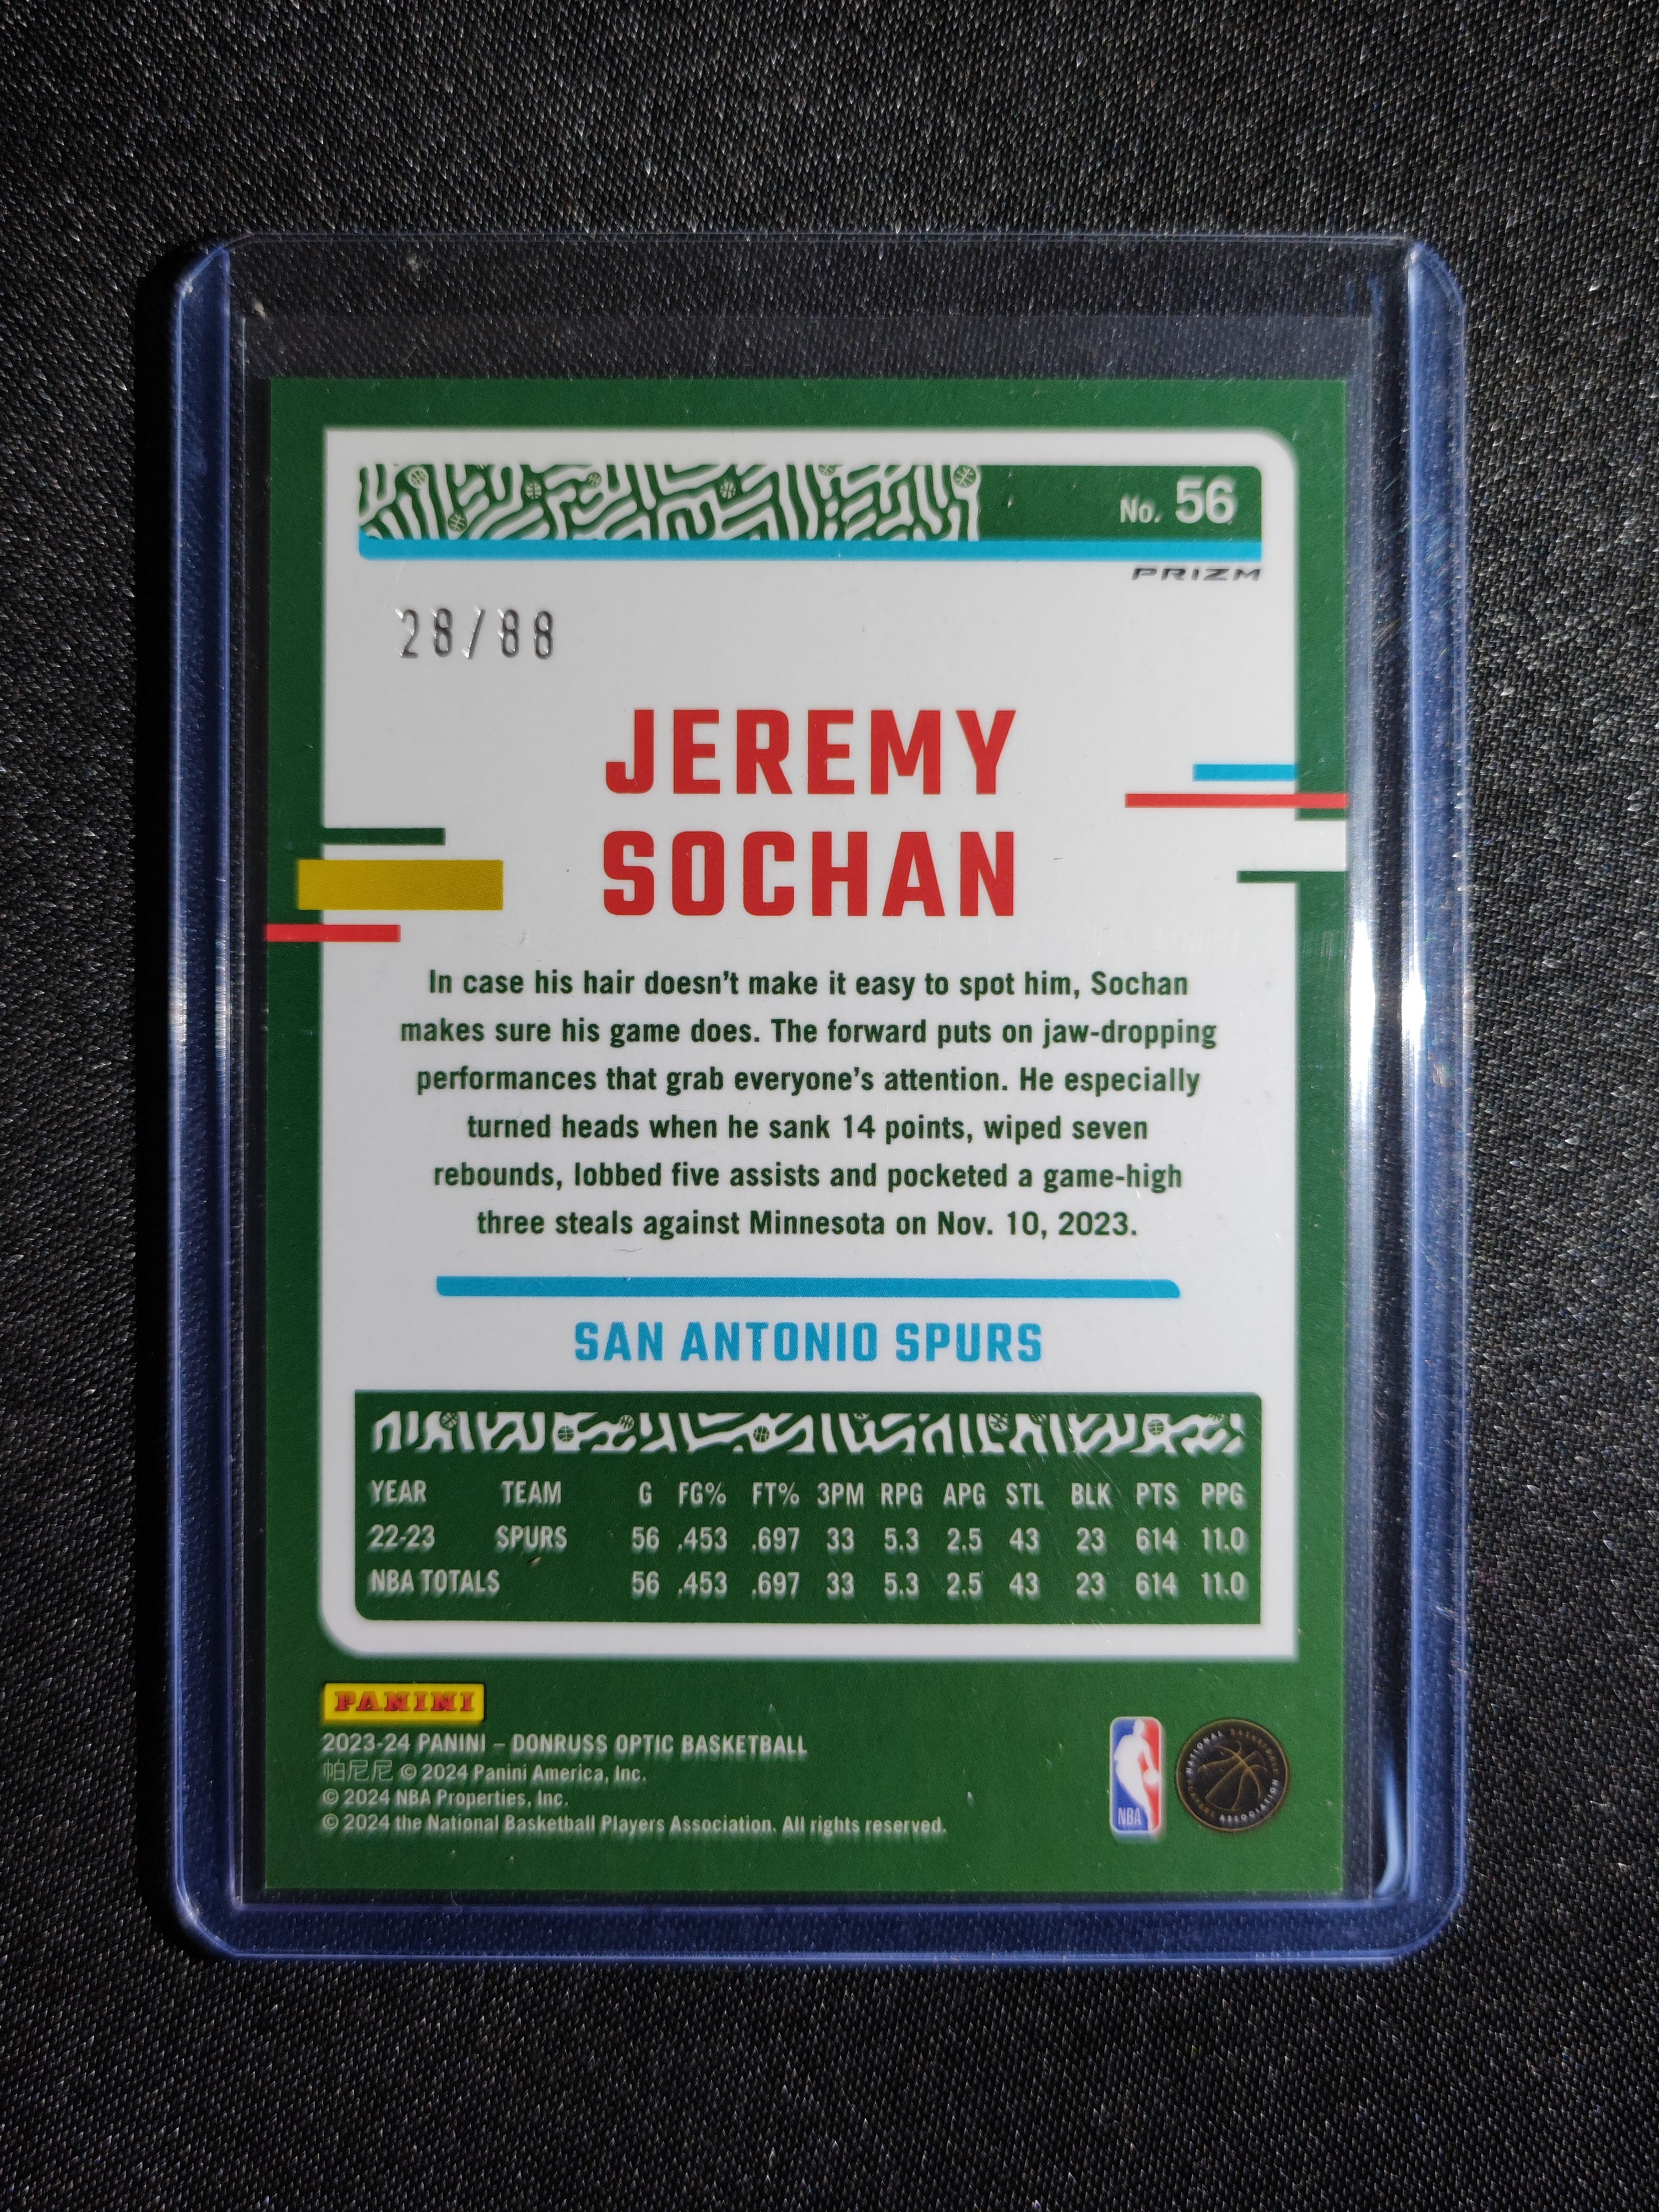 No. 56
PRIZM
28/88
JEREMY
SOCHAN
In case his hair doesn't make it easy to spot him, Sochan
makes sure his game does. The forward puts on jaw-dropping
performances that grab everyone's attention. He especially
turned heads when he sank 14 points, wiped seven
rebounds, lobbed five assists and pocketed a game-high
three steals against Minnesota on Nov. 10, 2023.
SAN ANTONIO SPURS
YEAR TEAM G FG% FT% 3PM RPG APG STL BLK PTS PPG
22-23 SPURS 56 .453 .697 33 5.3 2.5 43 23 614 11.0
NBA TOTALS 56 .453 .697 33 5.3 2.5 43 23 614 11.0
PANINI
2023-24 PANINI – DONRUSS OPTIC BASKETBALL
帕尼尼 © 2024 Panini America, Inc.
© 2024 NBA Properties, Inc.
© 2024 the National Basketball Players Association. All rights reserved.
NBA
NATIONAL BASKETBALL PLAYERS ASSOCIATION